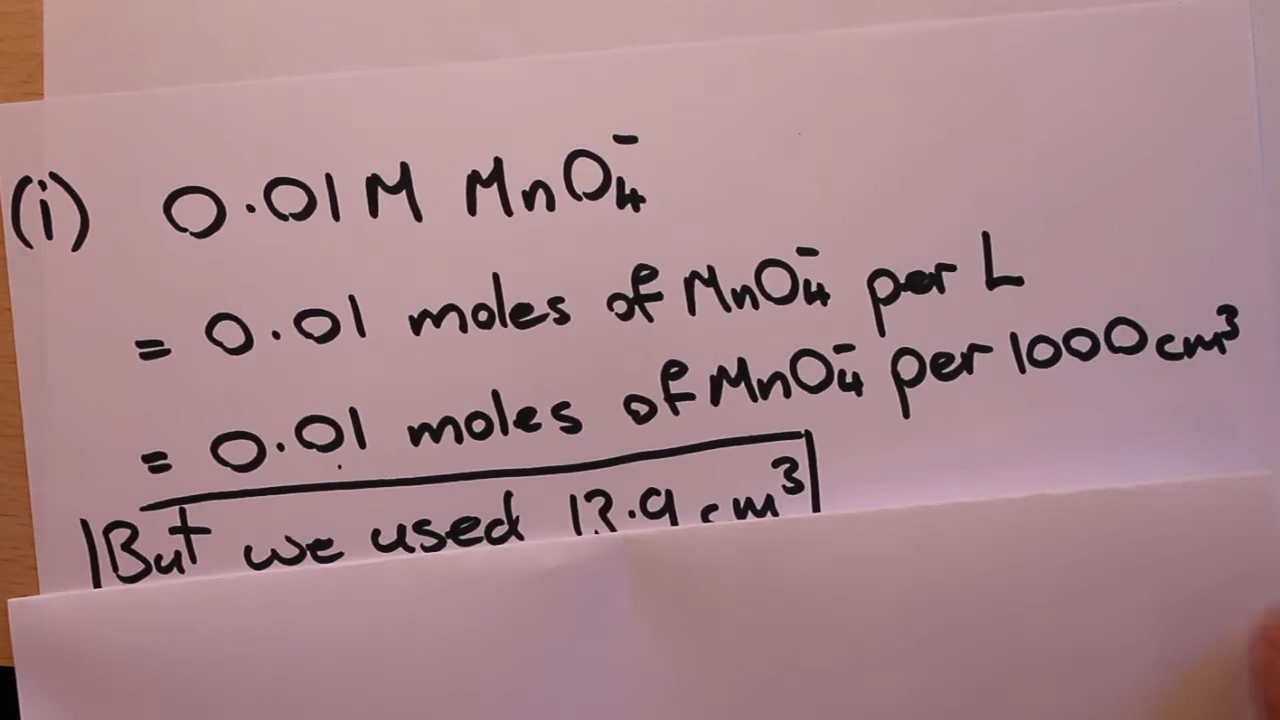 (i) 0.01M MnO₄⁻
= 0.01 moles of MnO₄⁻ per L
= 0.01 moles of MnO₄⁻ per 1000cm³
But we used 13.9 cm³